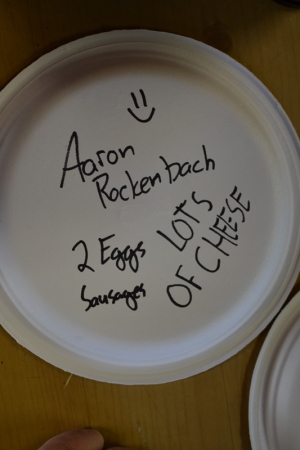 Aaron
Rockenbach
2 Eggs
Sausages
LOTS
OF CHEESE